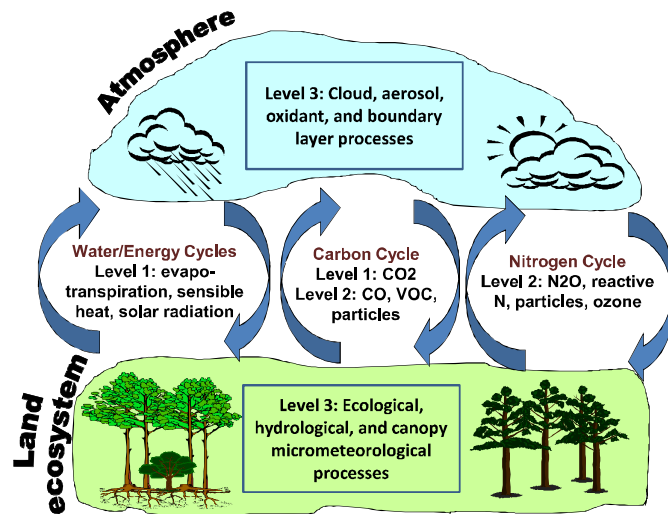 Atmosphere
Level 3: Cloud, aerosol,
oxidant, and boundary
layer processes
Water/Energy Cycles
Level 1: evapo-
transpiration, sensible
heat, solar radiation
Carbon Cycle
Level 1: CO2
Level 2: CO, VOC,
particles
Nitrogen Cycle
Level 2: N2O, reactive
N, particles, ozone
Land
ecosystem
Level 3: Ecological,
hydrological, and canopy
micrometeorological
processes